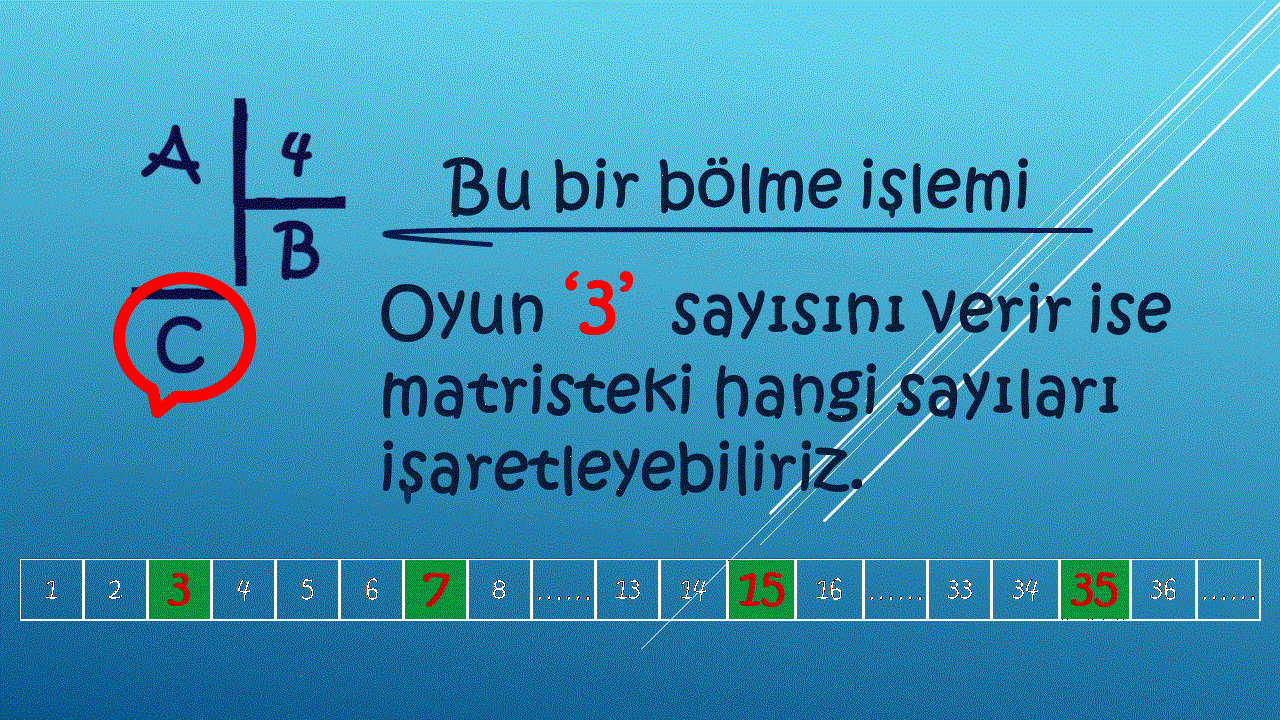 A 4
B
C
Bu bir bölme işlemi
Oyun ‘3’ sayısını verir ise
matristeki hangi sayıları
işaretleyebiliriz.
1 2 3 4 5 6 7 8 ...... 13 14 15 16 ...... 33 34 35 36 ......